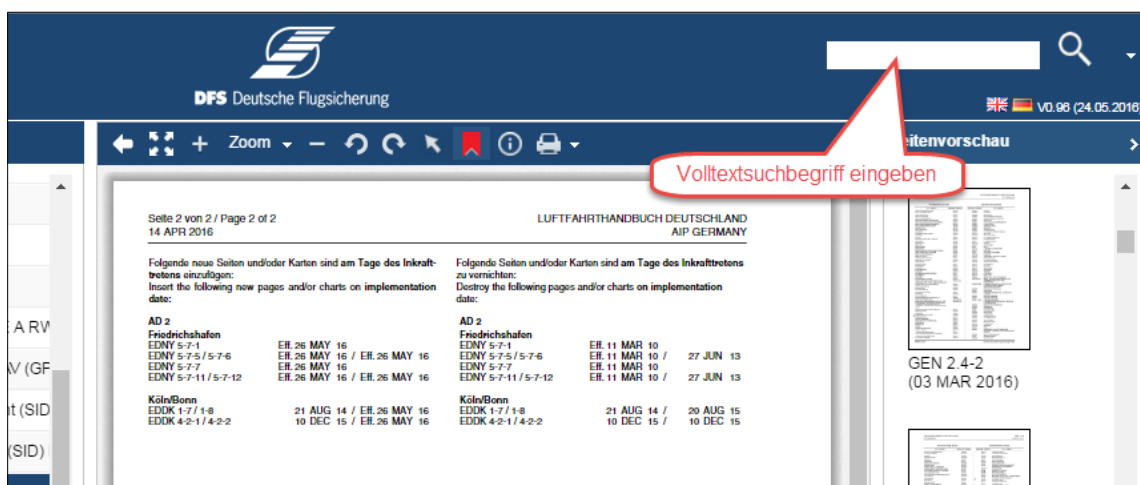 DFS Deutsche Flugsicherung
V0.96 (24.05.2016)
Zoom
eitenvorschau
Volltextsuchbegriff eingeben
Seite 2 von 2 / Page 2 of 2
14 APR 2016
LUFTFAHRTHANDBUCH DEUTSCHLAND
AIP GERMANY
Folgende neue Seiten und/oder Karten sind am Tage des Inkraft-
tretens einzufügen:
Insert the following new pages and/or charts on implementation
date:
AD 2
Friedrichshafen
EDNY 5-7-1 Eff. 26 MAY 16
EDNY 5-7-5 / 5-7-6 Eff. 26 MAY 16 / Eff. 26 MAY 16
EDNY 5-7-7 Eff. 26 MAY 16
EDNY 5-7-11 / 5-7-12 Eff. 26 MAY 16 / Eff. 26 MAY 16
Köln/Bonn
EDDK 1-7 / 1-8 21 AUG 14 / Eff. 26 MAY 16
EDDK 4-2-1 / 4-2-2 10 DEC 15 / Eff. 26 MAY 16
Folgende Seiten und/oder Karten sind am Tage des Inkrafttretens
zu vernichten:
Destroy the following pages and/or charts on implementation
date:
AD 2
Friedrichshafen
EDNY 5-7-1 Eff. 11 MAR 10
EDNY 5-7-5 / 5-7-6 Eff. 11 MAR 10 / 27 JUN 13
EDNY 5-7-7 Eff. 11 MAR 10
EDNY 5-7-11 / 5-7-12 Eff. 11 MAR 10 / 27 JUN 13
Köln/Bonn
EDDK 1-7 / 1-8 21 AUG 14 / 20 AUG 15
EDDK 4-2-1 / 4-2-2 10 DEC 15 / 10 DEC 15
A RW
V (GF
t (SID
(SID)
GEN 2.4-2
(03 MAR 2016)